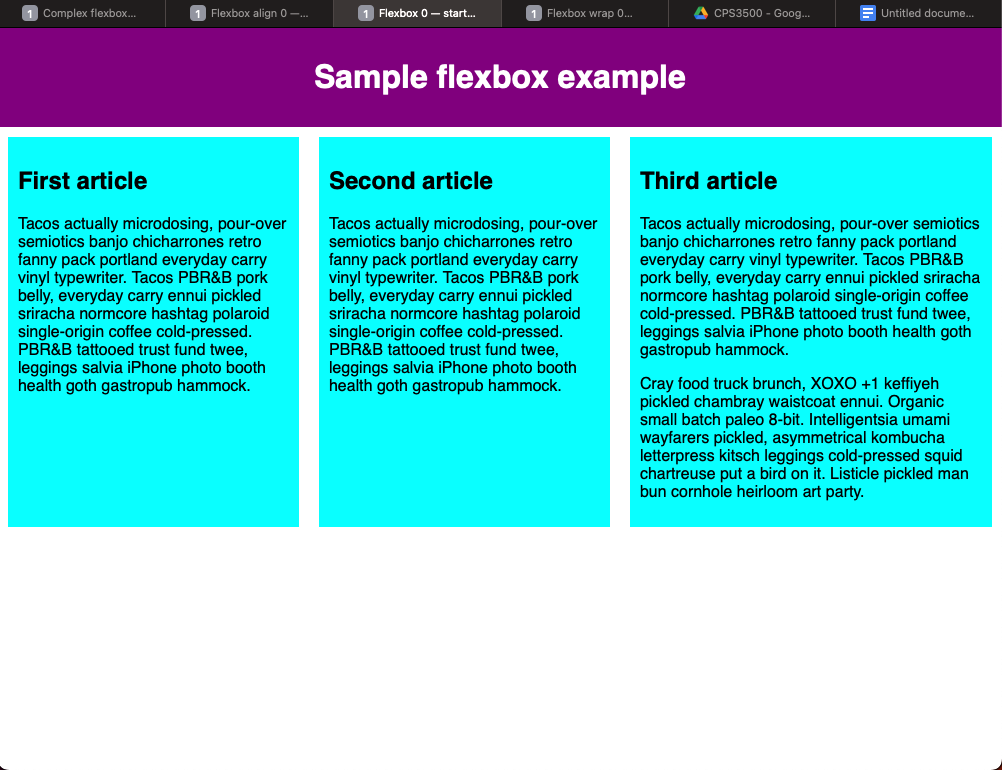 1 Complex flexbox...
1 Flexbox align 0 —...
1 Flexbox 0 — start...
1 Flexbox wrap 0...
CPS3500 - Goog...
Untitled docume...
Sample flexbox example
First article
Tacos actually microdosing, pour-over
semiotics banjo chicharrones retro
fanny pack portland everyday carry
vinyl typewriter. Tacos PBR&B pork
belly, everyday carry ennui pickled
sriracha normcore hashtag polaroid
single-origin coffee cold-pressed.
PBR&B tattooed trust fund twee,
leggings salvia iPhone photo booth
health goth gastropub hammock.
Second article
Tacos actually microdosing, pour-over
semiotics banjo chicharrones retro
fanny pack portland everyday carry
vinyl typewriter. Tacos PBR&B pork
belly, everyday carry ennui pickled
sriracha normcore hashtag polaroid
single-origin coffee cold-pressed.
PBR&B tattooed trust fund twee,
leggings salvia iPhone photo booth
health goth gastropub hammock.
Third article
Tacos actually microdosing, pour-over semiotics
banjo chicharrones retro fanny pack portland
everyday carry vinyl typewriter. Tacos PBR&B
pork belly, everyday carry ennui pickled sriracha
normcore hashtag polaroid single-origin coffee
cold-pressed. PBR&B tattooed trust fund twee,
leggings salvia iPhone photo booth health goth
gastropub hammock.
Cray food truck brunch, XOXO +1 keffiyeh
pickled chambray waistcoat ennui. Organic
small batch paleo 8-bit. Intelligentsia umami
wayfarers pickled, asymmetrical kombucha
letterpress kitsch leggings cold-pressed squid
chartreuse put a bird on it. Listicle pickled man
bun cornhole heirloom art party.